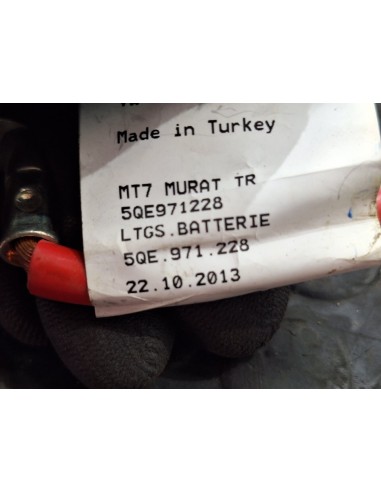 Made in Turkey
MT7 MURAT TR
5QE971228
LTGS.BATTERIE
5QE.971.228
22.10.2013